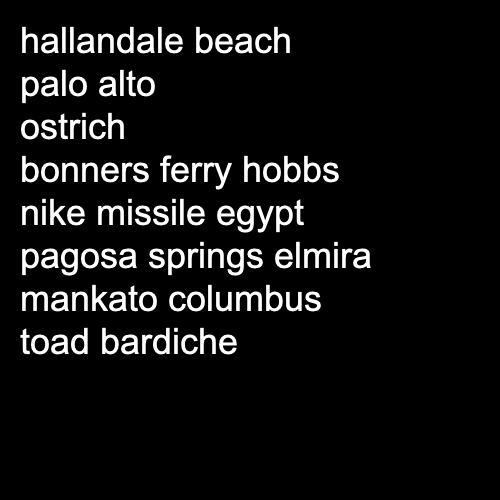 hallandale beach
palo alto
ostrich
bonners ferry hobbs
nike missile egypt
pagosa springs elmira
mankato columbus
toad bardiche